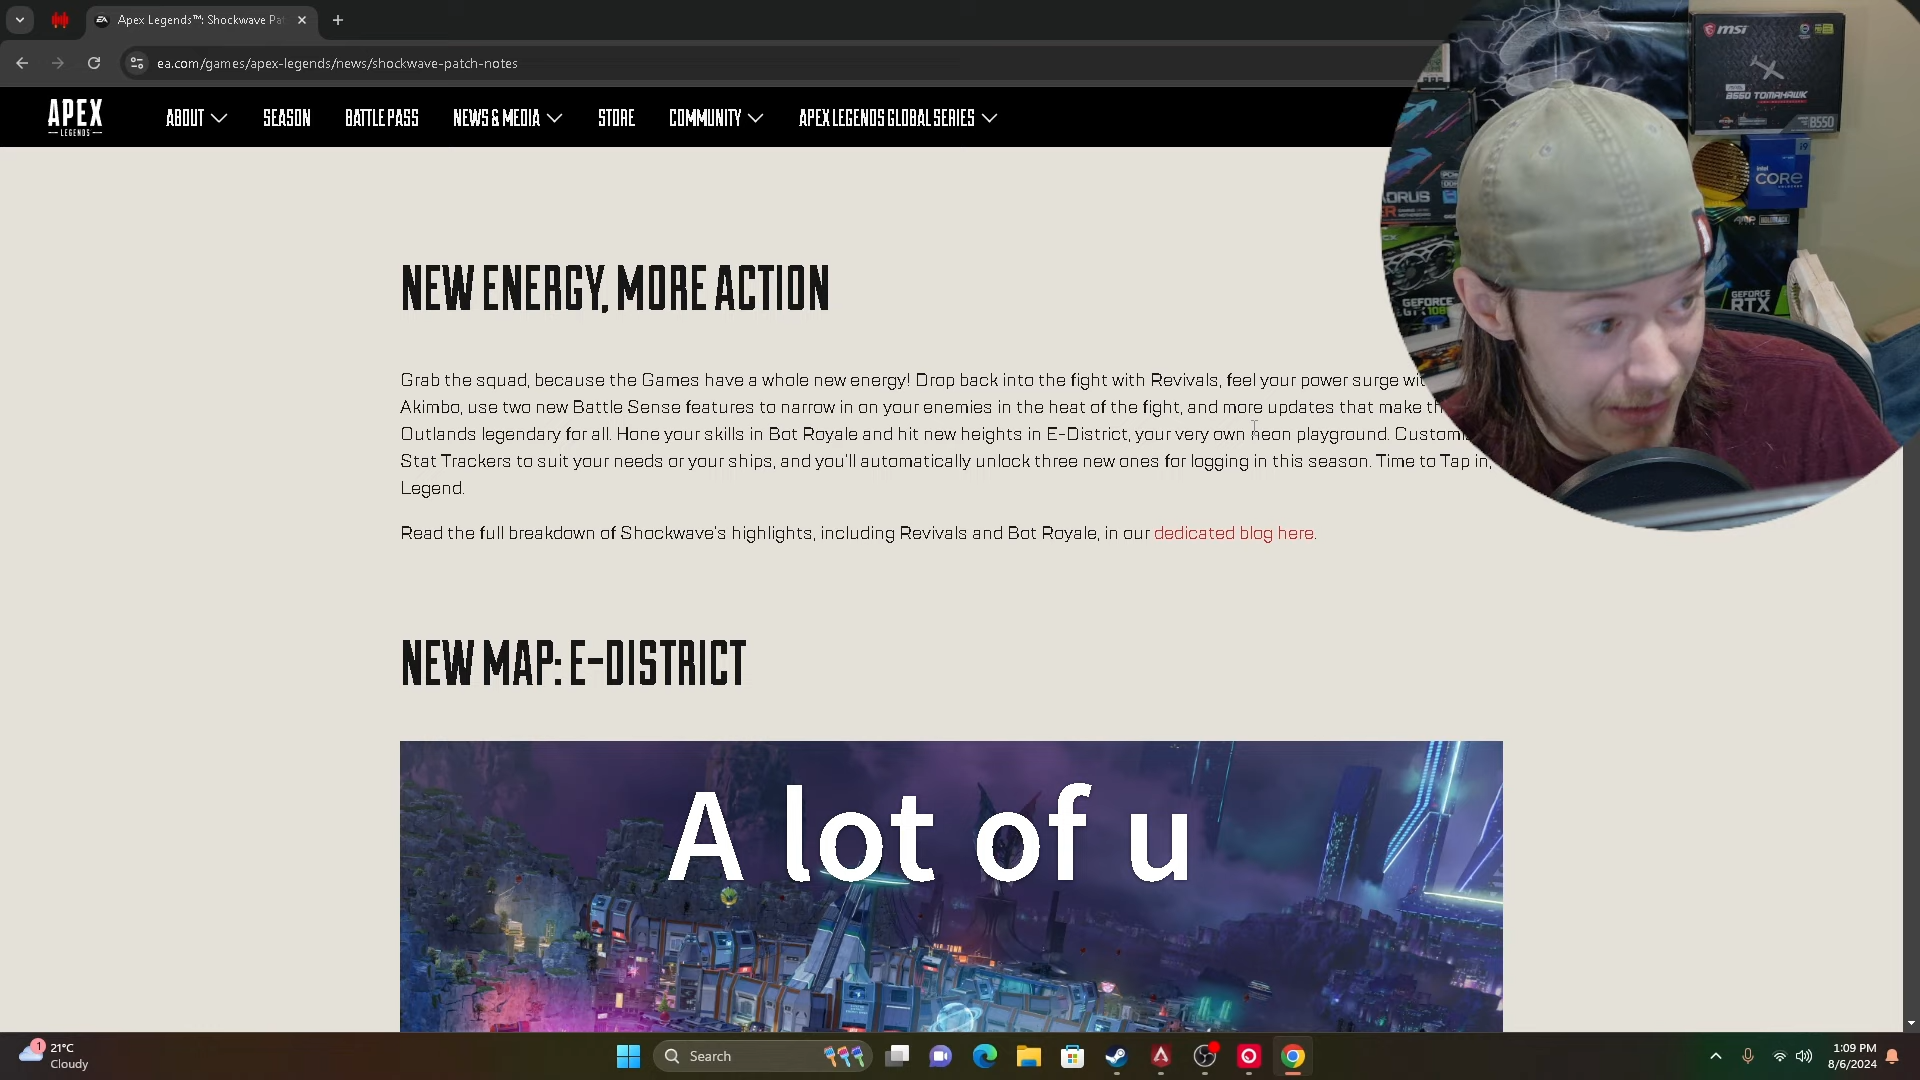 Apex Legends™: Shockwave Pa
ea.com/games/apex-legends/news/shockwave-patch-notes
APEX
LEGENDS
ABOUT
SEASON
BATTLE PASS
NEWS & MEDIA
STORE
COMMUNITY
APEX LEGENDS GLOBAL SERIES
msi
B550 TOMAHAWK
B550
intel
CORE
i9
AORUS
GEFORCE
GEFORCE
RTX
NEW ENERGY, MORE ACTION
Grab the squad, because the Games have a whole new energy! Drop back into the fight with Revivals, feel your power surge wit
Akimbo, use two new Battle Sense features to narrow in on your enemies in the heat of the fight, and more updates that make th
Outlands legendary for all. Hone your skills in Bot Royale and hit new heights in E-District, your very own neon playground. Customi
Stat Trackers to suit your needs or your ships, and you'll automatically unlock three new ones for logging in this season. Time to Tap in,
Legend.
Read the full breakdown of Shockwave's highlights, including Revivals and Bot Royale, in our dedicated blog here.
NEW MAP: E-DISTRICT
A lot of u
1
21°C
Cloudy
Search
1:09 PM
8/6/2024